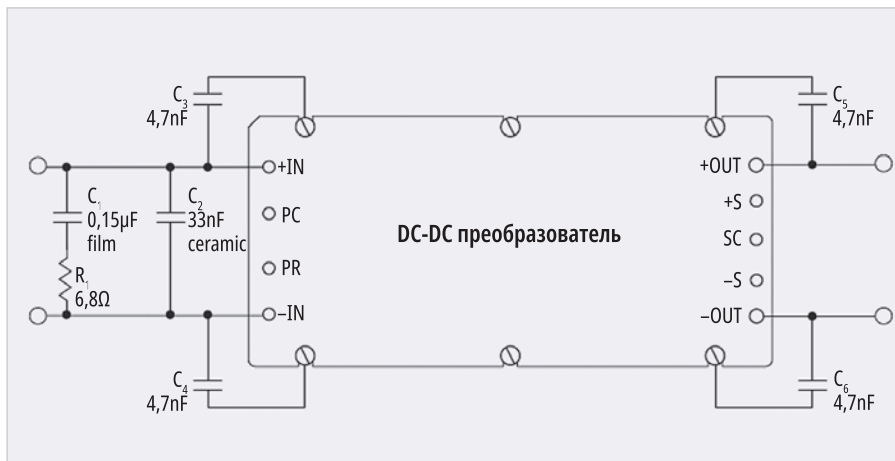 C3
4,7nF
C5
4,7nF
+IN
+OUT
C1
0,15µF
film
C2
33nF
ceramic
PC
+S
DC-DC преобразователь
SC
R1
6,8Ω
PR
–S
–IN
–OUT
C4
4,7nF
C6
4,7nF